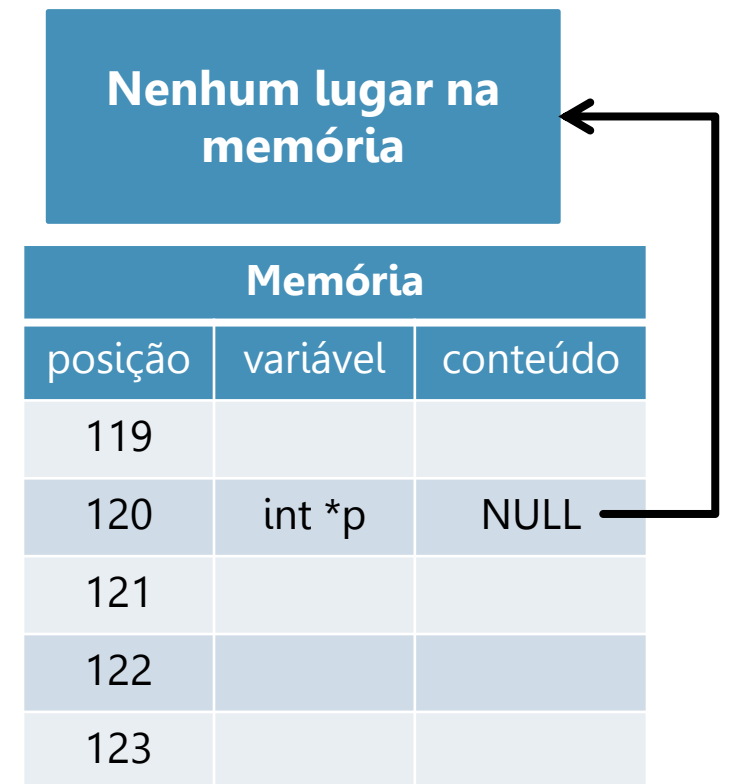 Nenhum lugar na
memória
Memória
posição variável conteúdo
119
120 int *p NULL
121
122
123